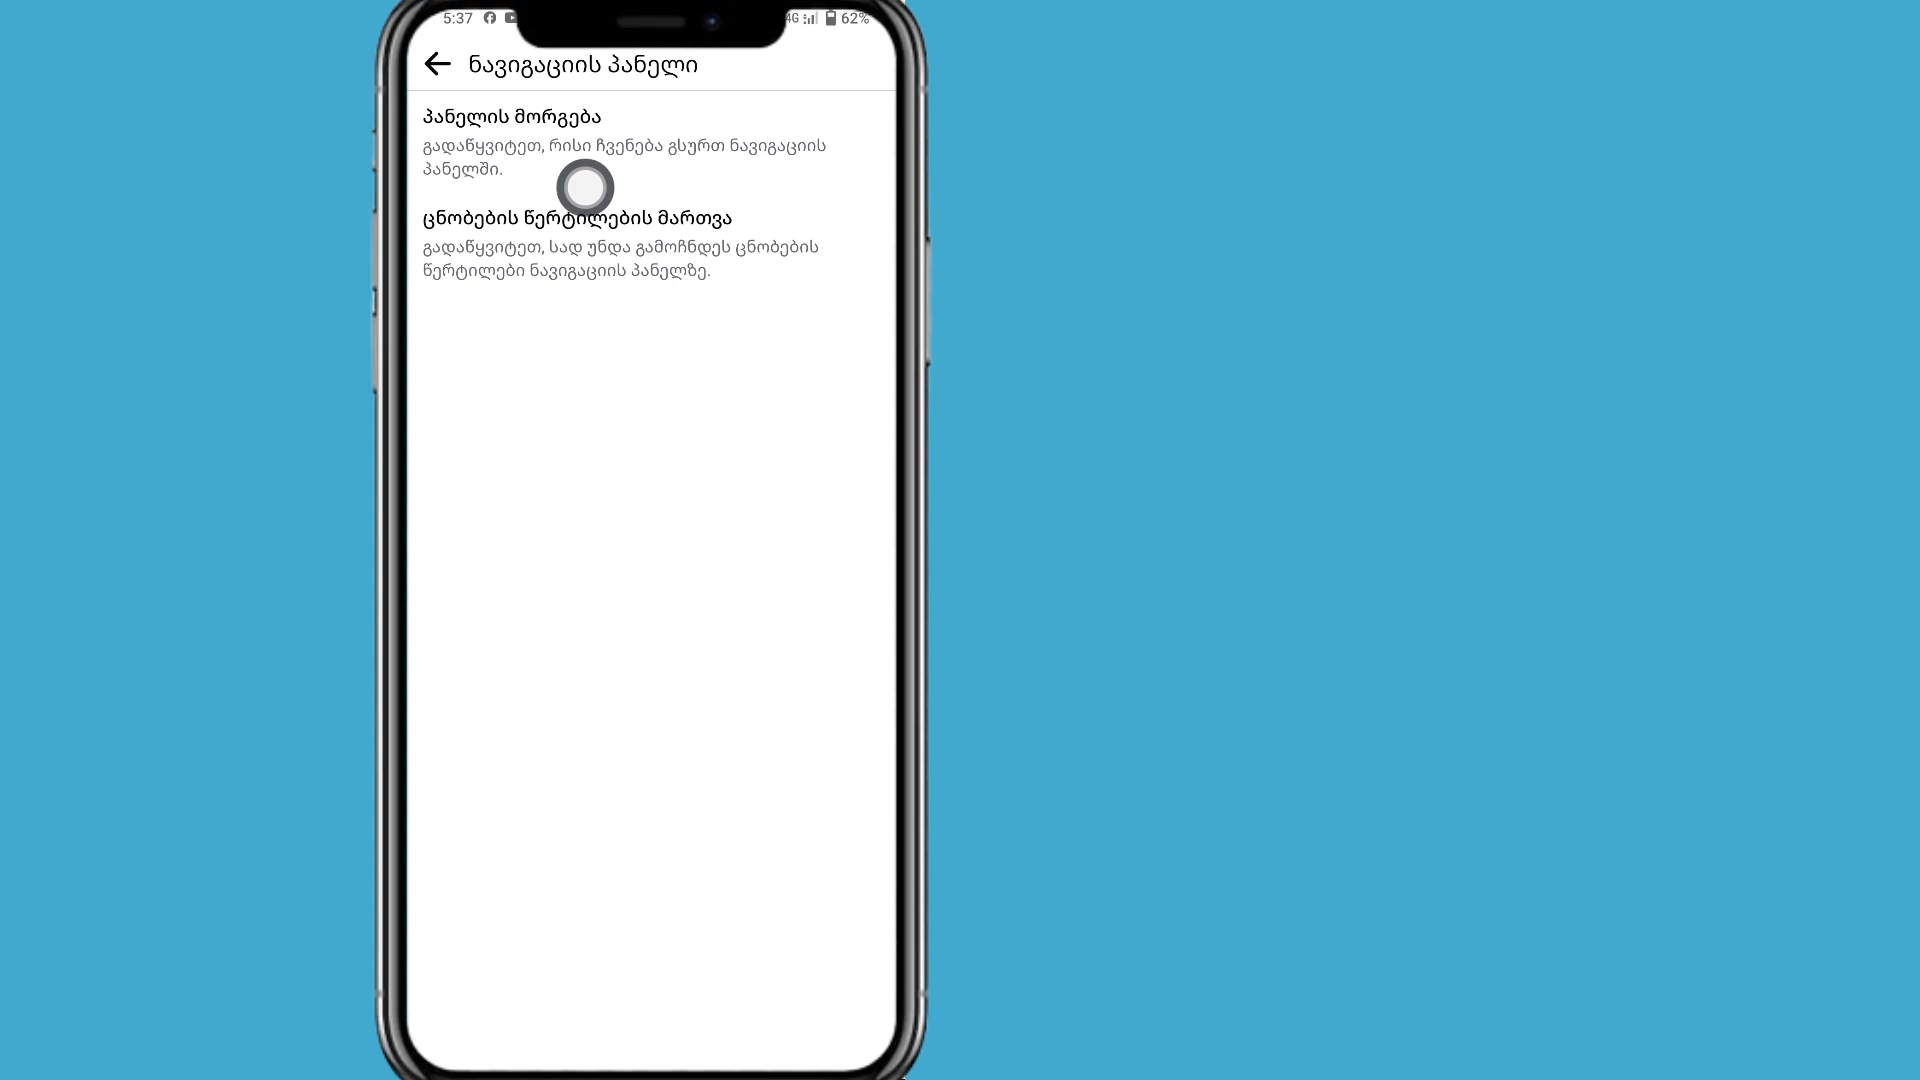 5:37 4G 62%
ნავიგაციის პანელი
პანელის მორგება
გადაწყვიტეთ, რისი ჩვენება გსურთ ნავიგაციის
პანელში.
ცნობების წერტილების მართვა
გადაწყვიტეთ, სად უნდა გამოჩნდეს ცნობების
წერტილები ნავიგაციის პანელზე.